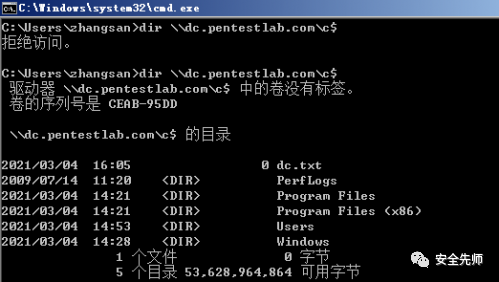 C:\Windows\system32\cmd.exe
C:\Users\zhangsan>dir \\dc.pentestlab.com\c$
拒绝访问。
C:\Users\zhangsan>dir \\dc.pentestlab.com\c$
驱动器 \\dc.pentestlab.com\c$ 中的卷没有标签。
卷的序列号是 CEAB-95DD
\\dc.pentestlab.com\c$ 的目录
2021/03/04 16:05 0 dc.txt
2009/07/14 11:20 <DIR> PerfLogs
2021/03/04 14:21 <DIR> Program Files
2021/03/04 14:21 <DIR> Program Files (x86)
2021/03/04 14:53 <DIR> Users
2021/03/04 14:28 <DIR> Windows
1 个文件 0 字节
5 个目录 53,628,964,864 可用字节
安全先师